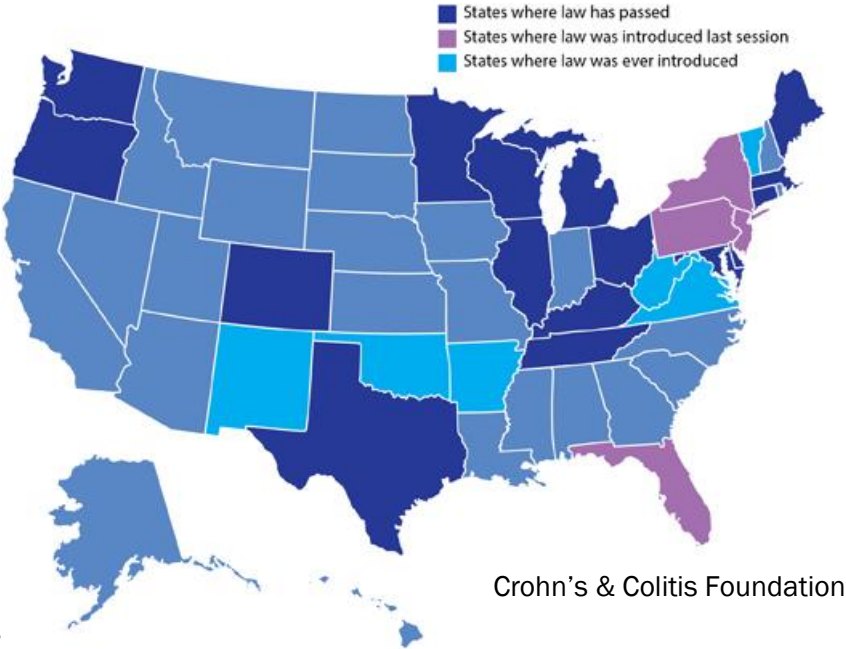 States where law has passed
States where law was introduced last session
States where law was ever introduced
Crohn's & Colitis Foundation